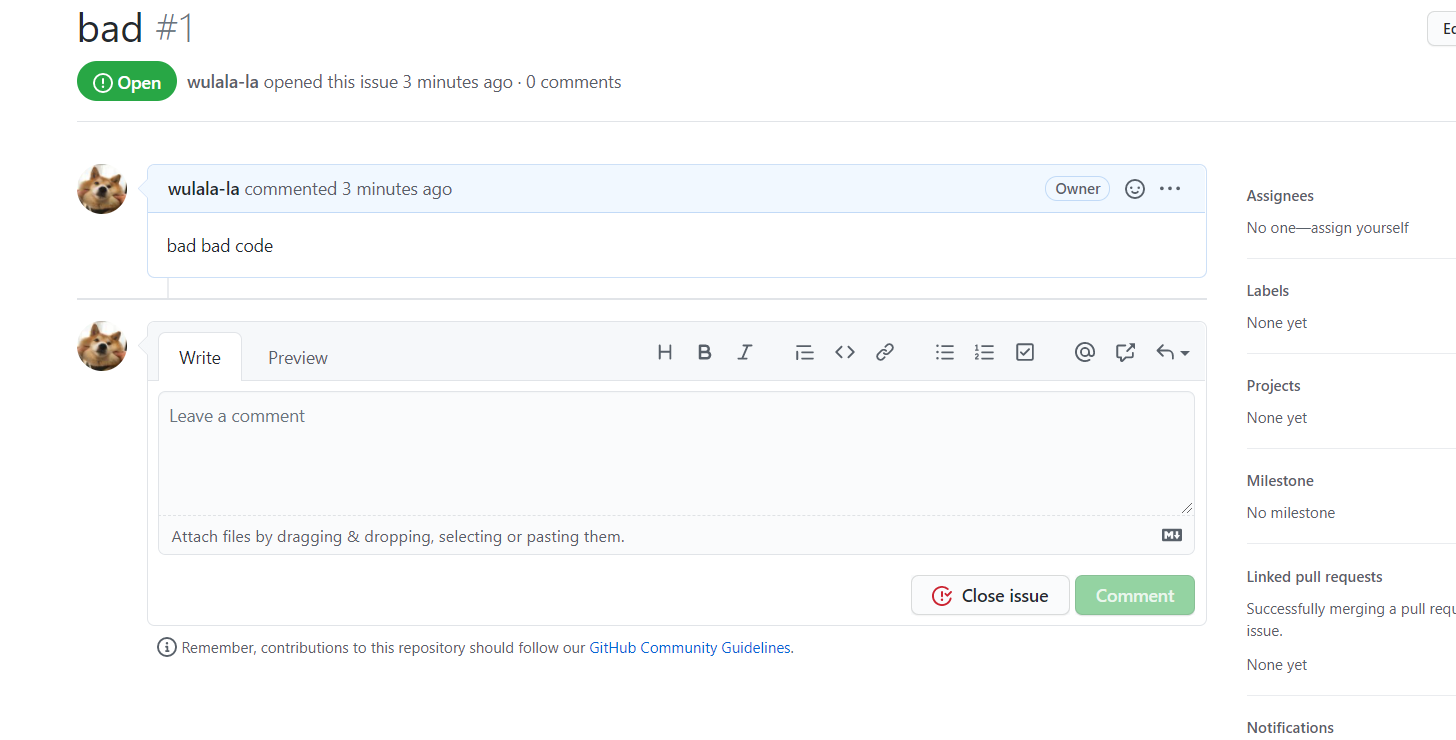 bad #1
Open wulala-la opened this issue 3 minutes ago · 0 comments
wulala-la commented 3 minutes ago Owner
bad bad code
Write Preview H B I
Leave a comment
Attach files by dragging & dropping, selecting or pasting them.
Close issue Comment
Remember, contributions to this repository should follow our GitHub Community Guidelines.
Assignees
No one—assign yourself
Labels
None yet
Projects
None yet
Milestone
No milestone
Linked pull requests
Successfully merging a pull requ
issue.
None yet
Notifications